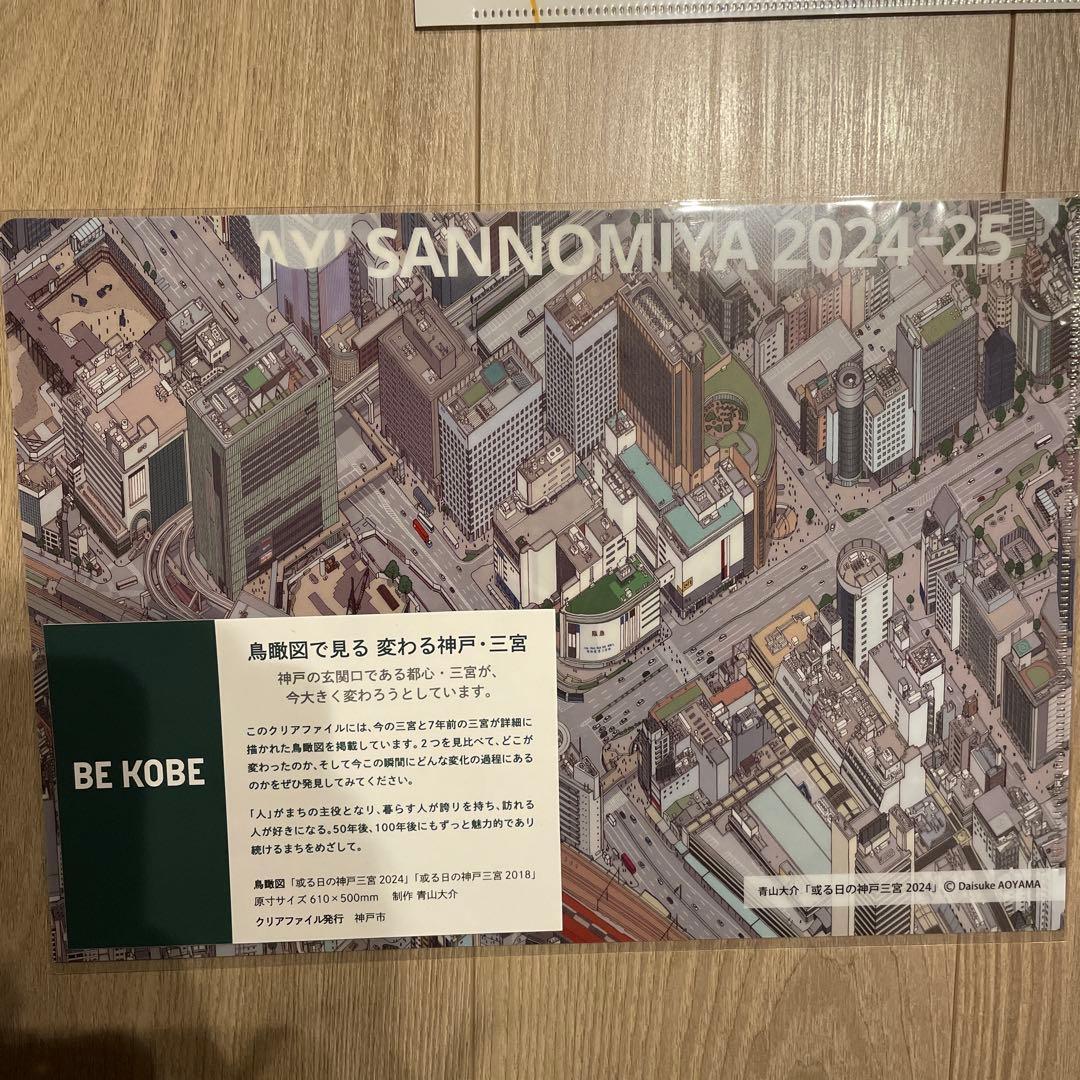 SANNOMIYA 2024-25
鳥瞰図で見る 変わる神戸・三宮
神戸の玄関口である都心・三宮が、
今大きく変わろうとしています。
このクリアファイルには、今の三宮と7年前の三宮が詳細に
描かれた鳥瞰図を掲載しています。2つを見比べて、どこが
変わったのか、そして今この瞬間にどんな変化の過程にある
のかをぜひ発見してみてください。
「人」がまちの主役となり、暮らす人が誇りを持ち、訪れる
人が好きになる。50年後、100年後にもずっと魅力的であり
続けるまちをめざして。
鳥瞰図「或る日の神戸三宮 2024」「或る日の神戸三宮 2018」
原寸サイズ 610×500mm 制作 青山大介
クリアファイル発行 神戸市
BE KOBE
阪急
青山大介「或る日の神戸三宮 2024」 © Daisuke AOYAMA